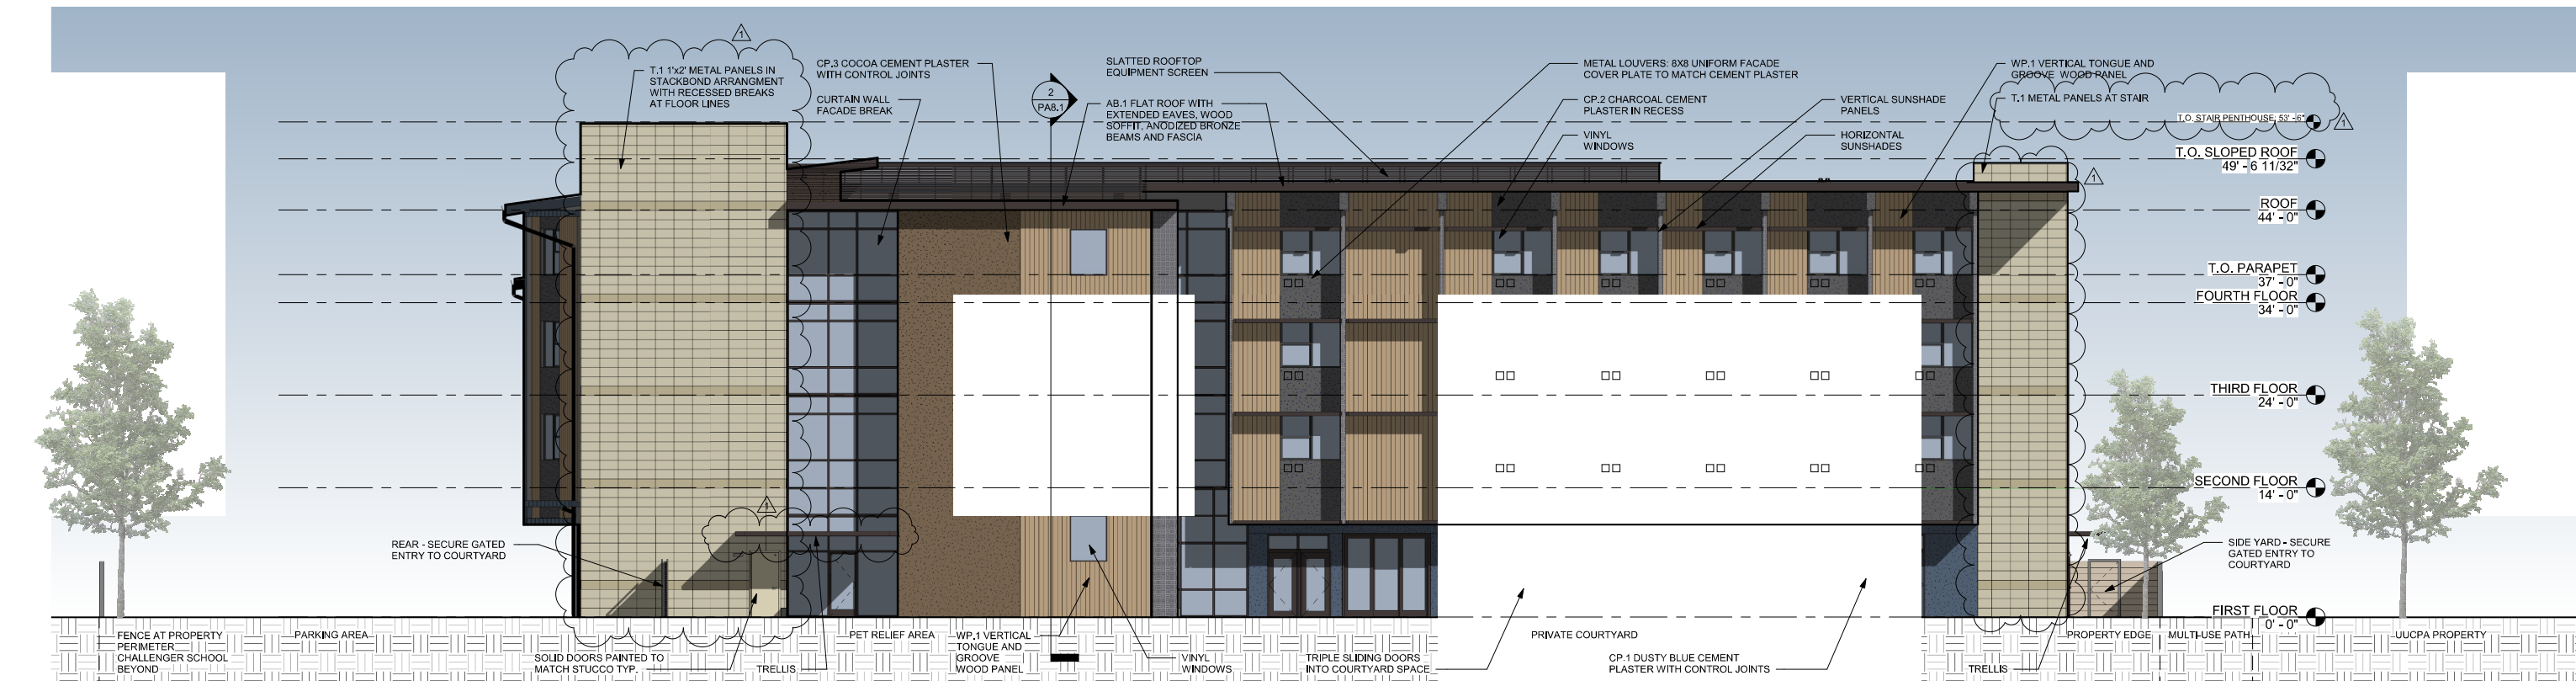 1
T.1 1'x2' METAL PANELS IN
STACKBOND ARRANGMENT
WITH RECESSED BREAKS
AT FLOOR LINES
CP.3 COCOA CEMENT PLASTER
WITH CONTROL JOINTS
CURTAIN WALL
FACADE BREAK
2
PA8.1
SLATTED ROOFTOP
EQUIPMENT SCREEN
AB.1 FLAT ROOF WITH
EXTENDED EAVES, WOOD
SOFFIT, ANODIZED BRONZE
BEAMS AND FASCIA
METAL LOUVERS: 8X8 UNIFORM FACADE
COVER PLATE TO MATCH CEMENT PLASTER
CP.2 CHARCOAL CEMENT
PLASTER IN RECESS
VINYL
WINDOWS
VERTICAL SUNSHADE
PANELS
HORIZONTAL
SUNSHADES
WP.1 VERTICAL TONGUE AND
GROOVE WOOD PANEL
T.1 METAL PANELS AT STAIR
T.O. STAIR PENTHOUSE: 53' - 6"
1
T.O. SLOPED ROOF
49' - 6 11/32"
1
ROOF
44' - 0"
T.O. PARAPET
37' - 0"
FOURTH FLOOR
34' - 0"
THIRD FLOOR
24' - 0"
SECOND FLOOR
14' - 0"
1
REAR - SECURE GATED
ENTRY TO COURTYARD
SIDE YARD - SECURE
GATED ENTRY TO
COURTYARD
FIRST FLOOR
0' - 0"
FENCE AT PROPERTY
PERIMETER
CHALLENGER SCHOOL
BEYOND
PARKING AREA
SOLID DOORS PAINTED TO
MATCH STUCCO TYP.
TRELLIS
PET RELIEF AREA
WP.1 VERTICAL
TONGUE AND
GROOVE
WOOD PANEL
VINYL
WINDOWS
TRIPLE SLIDING DOORS
INTO COURTYARD SPACE
PRIVATE COURTYARD
CP.1 DUSTY BLUE CEMENT
PLASTER WITH CONTROL JOINTS
TRELLIS
PROPERTY EDGE
MULTI-USE PATH
UUCPA PROPERTY